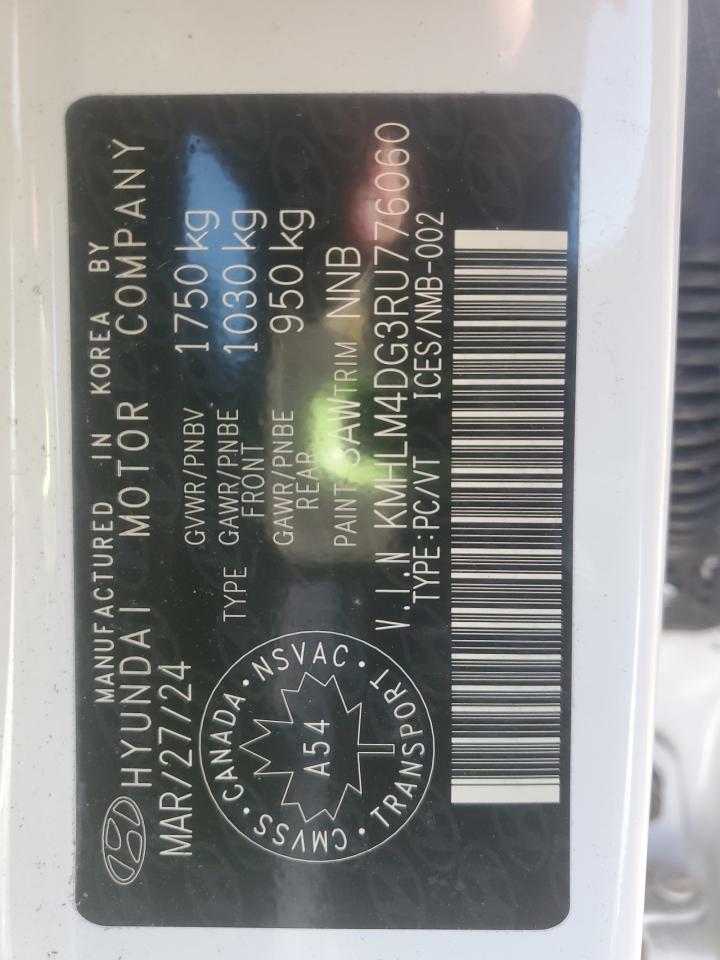 MANUFACTURED IN KOREA BY
HYUNDAI MOTOR COMPANY
MAR/27/24
GVWR/PNBV 1750 kg
TYPE GAWR/PNBE FRONT 1030 kg
GAWR/PNBE REAR 950 kg
PAINT SAW TRIM NNB
V.I.N KMHLM4DG3RU776060
TYPE:PC/VT ICES/NMB-002
CMVSS · CANADA · NSVAC · TRANSPORT ·
A54